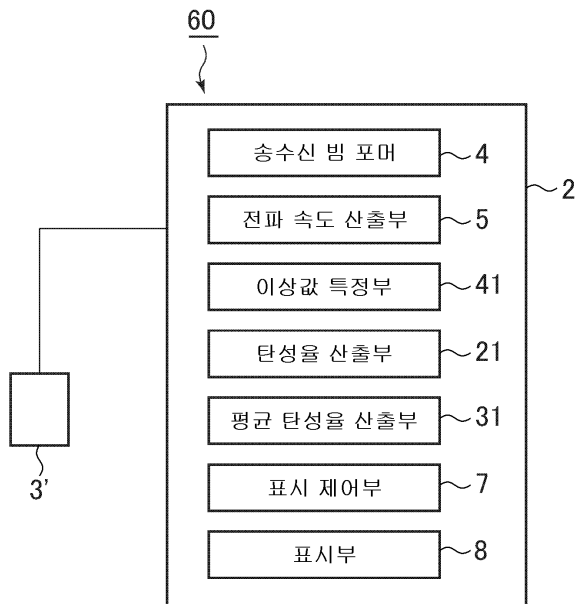 60
송수신 빔 포머 4
2
전파 속도 산출부 5
이상값 특정부 41
탄성율 산출부 21
평균 탄성율 산출부 31
3'
표시 제어부 7
표시부 8